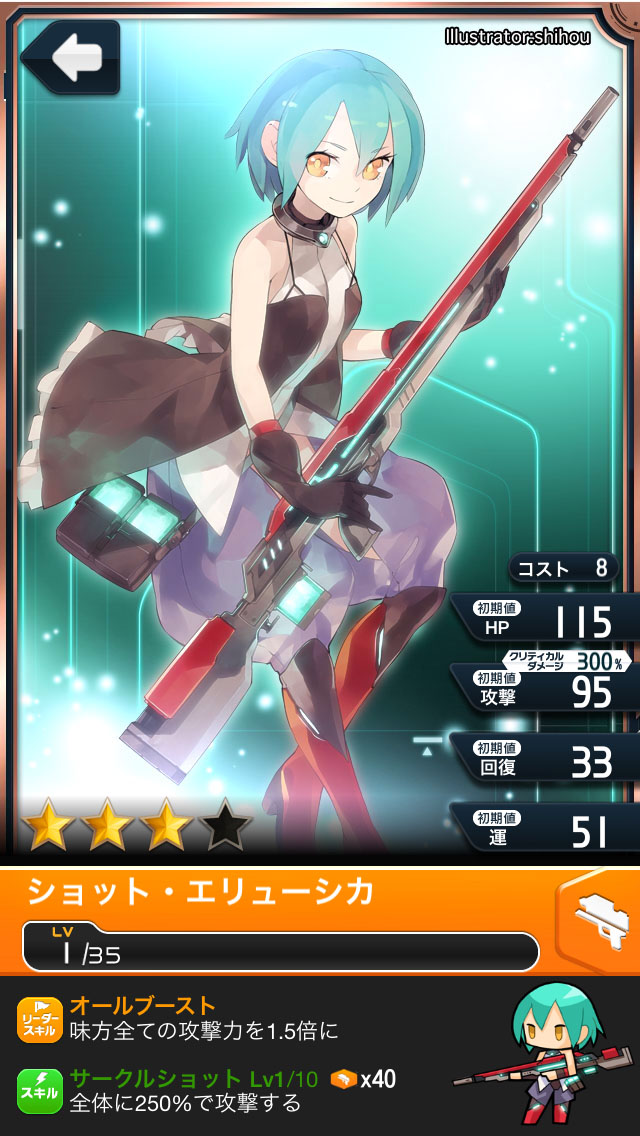 Illustrator:shihou
コスト 8
初期値 HP 115
クリティカルダメージ 300%
初期値 攻撃 95
初期値 回復 33
初期値 運 51
ショット・エリューシカ
LV 1/35
リーダースキル
オールブースト
味方全ての攻撃力を1.5倍に
スキル
サークルショット Lv1/10 x40
全体に250%で攻撃する